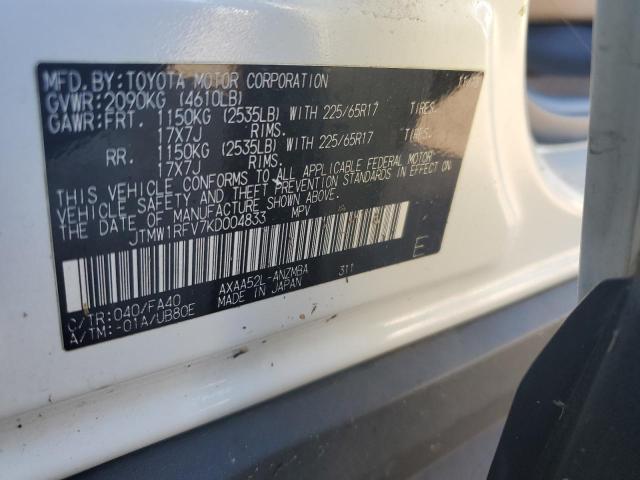 MFD.BY:TOYOTA MOTOR CORPORATION
GVWR:2090KG (4610LB)
GAWR:FRT. 1150KG (2535LB) WITH 225/65R17 TIRES,
17X7J RIMS.
RR. 1150KG (2535LB) WITH 225/65R17 TIRES,
17X7J RIMS.
THIS VEHICLE CONFORMS TO ALL APPLICABLE FEDERAL MOTOR
VEHICLE SAFETY AND THEFT PREVENTION STANDARDS IN EFFECT ON
THE DATE OF MANUFACTURE SHOWN ABOVE.
JTMW1RFV7KD004833 MPV
E
AXAA52L-ANZMBA 311
C/TR:040/FA40 MADE IN JAPAN
A/TM:-01A/UB80E